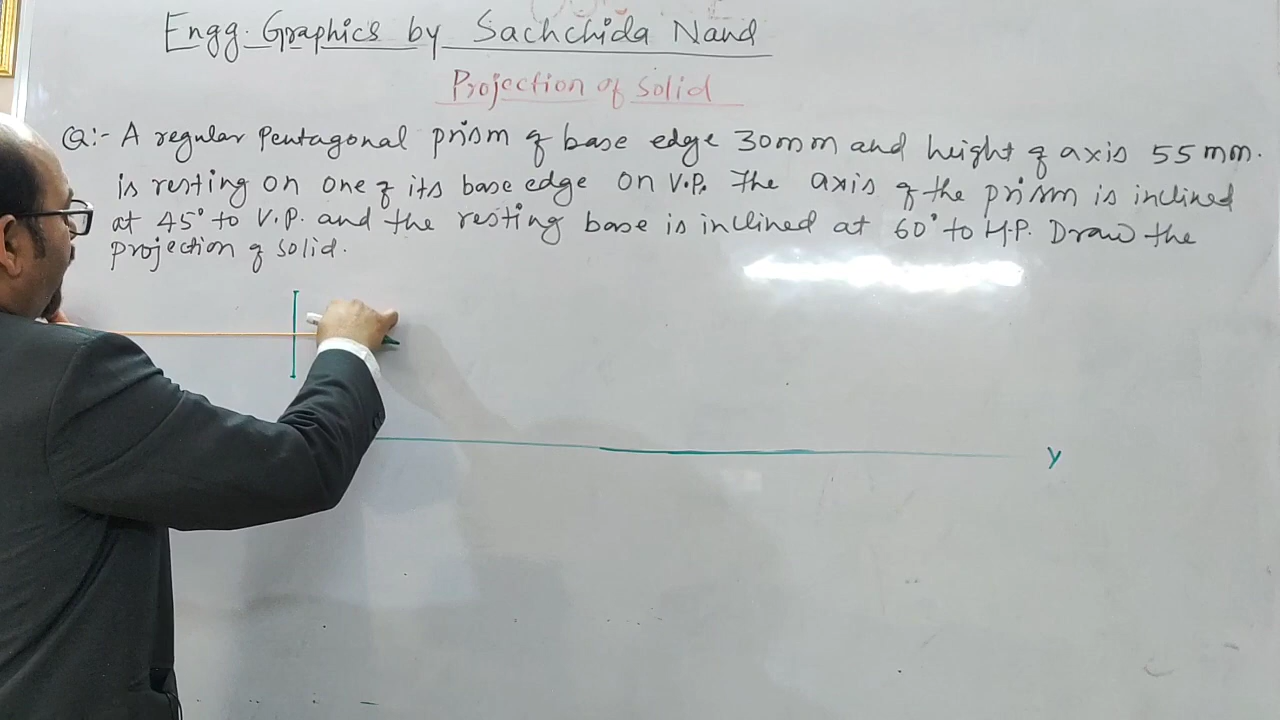 Engg. Graphics by Sachchida Nand
Projection of Solid
Q:- A regular Pentagonal prism of base edge 30mm and height of axis 55mm.
is resting on one of its base edge on V.P. The axis of the prism is inclined
at 45° to V.P. and the resting base is inclined at 60° to H.P. Draw the
projection of solid.
Y